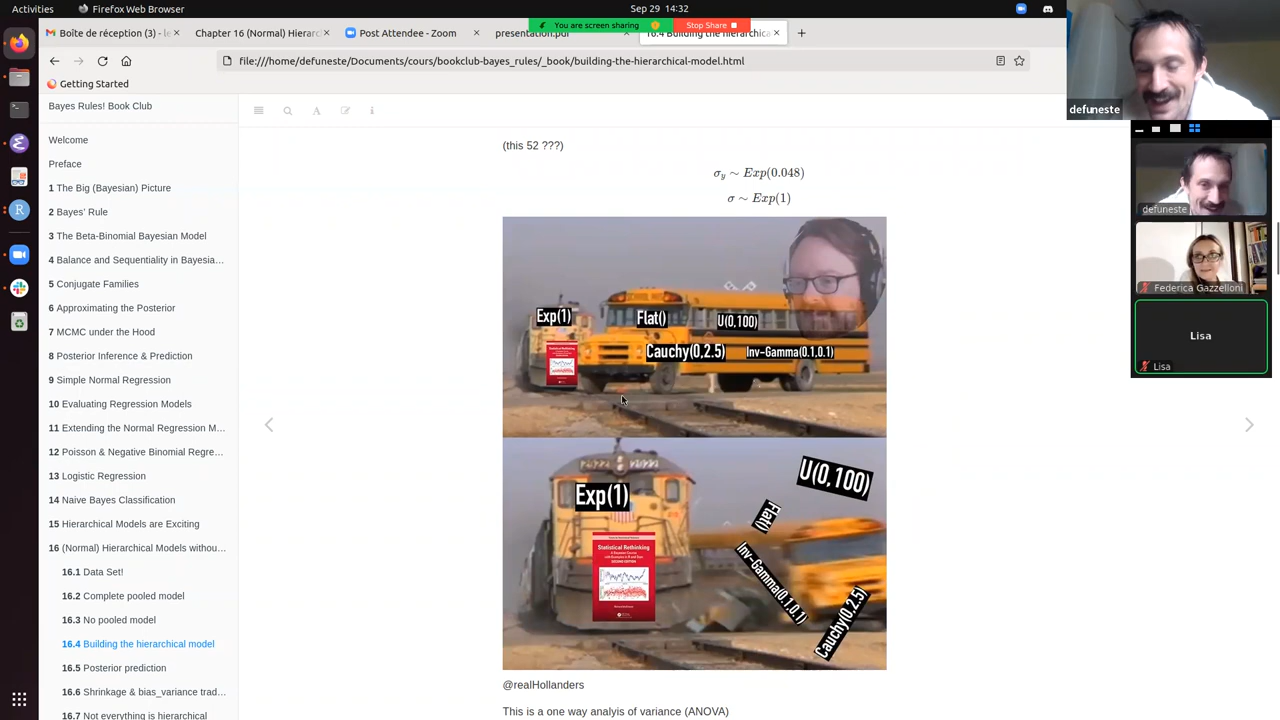 Activities
Firefox Web Browser
Sep 29 14:32
You are screen sharing
Stop Share
Boîte de réception (3) - le
Chapter 16 (Normal) Hierarc
Post Attendee - Zoom
presentation.pdf
16.4 Building the hierarchica
file:///home/defuneste/Documents/cours/bookclub-bayes_rules/_book/building-the-hierarchical-model.html
Getting Started
defuneste
Bayes Rules! Book Club
Welcome
Preface
1 The Big (Bayesian) Picture
2 Bayes' Rule
3 The Beta-Binomial Bayesian Model
4 Balance and Sequentiality in Bayesia…
5 Conjugate Families
6 Approximating the Posterior
7 MCMC under the Hood
8 Posterior Inference & Prediction
9 Simple Normal Regression
10 Evaluating Regression Models
11 Extending the Normal Regression M…
12 Poisson & Negative Binomial Regre…
13 Logistic Regression
14 Naive Bayes Classification
15 Hierarchical Models are Exciting
16 (Normal) Hierarchical Models withou…
16.1 Data Set!
16.2 Complete pooled model
16.3 No pooled model
16.4 Building the hierarchical model
16.5 Posterior prediction
16.6 Shrinkage & bias_variance trad…
16.7 Not everything is hierarchical
(this 52 ???)
σy ∼ Exp(0.048)
σ ∼ Exp(1)
Exp(1)
Flat()
U(0,100)
Cauchy(0,2.5)
Inv-Gamma(0.1,0.1)
Exp(1)
Statistical Rethinking
U(0,100)
Flat()
Inv-Gamma(0.1,0.1)
Cauchy(0,2.5)
@realHollanders
This is a one way analyis of variance (ANOVA)
defuneste
Federica Gazzelloni
Lisa
Lisa